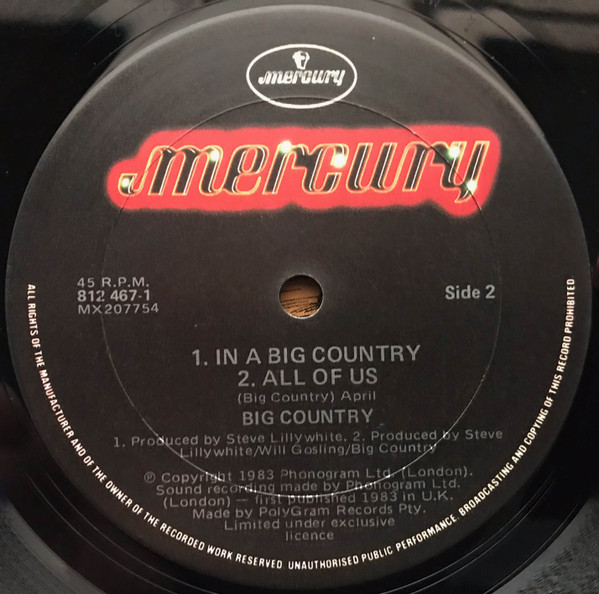 mercury
mercury
45 R.P.M.
812 467-1
MX207754
Side 2
1. IN A BIG COUNTRY
2. ALL OF US
(Big Country) April
BIG COUNTRY
1. Produced by Steve Lillywhite. 2. Produced by Steve
Lillywhite/Will Gosling/Big Country
℗ Copyright 1983 Phonogram Ltd. (London).
Sound recording made by Phonogram Ltd.
(London) — first published 1983 in U.K.
Made by PolyGram Records Pty.
Limited under exclusive
licence
ALL RIGHTS OF THE MANUFACTURER AND OF THE OWNER OF THE RECORDED WORK RESERVED UNAUTHORISED PUBLIC PERFORMANCE, BROADCASTING AND COPYING OF THIS RECORD PROHIBITED